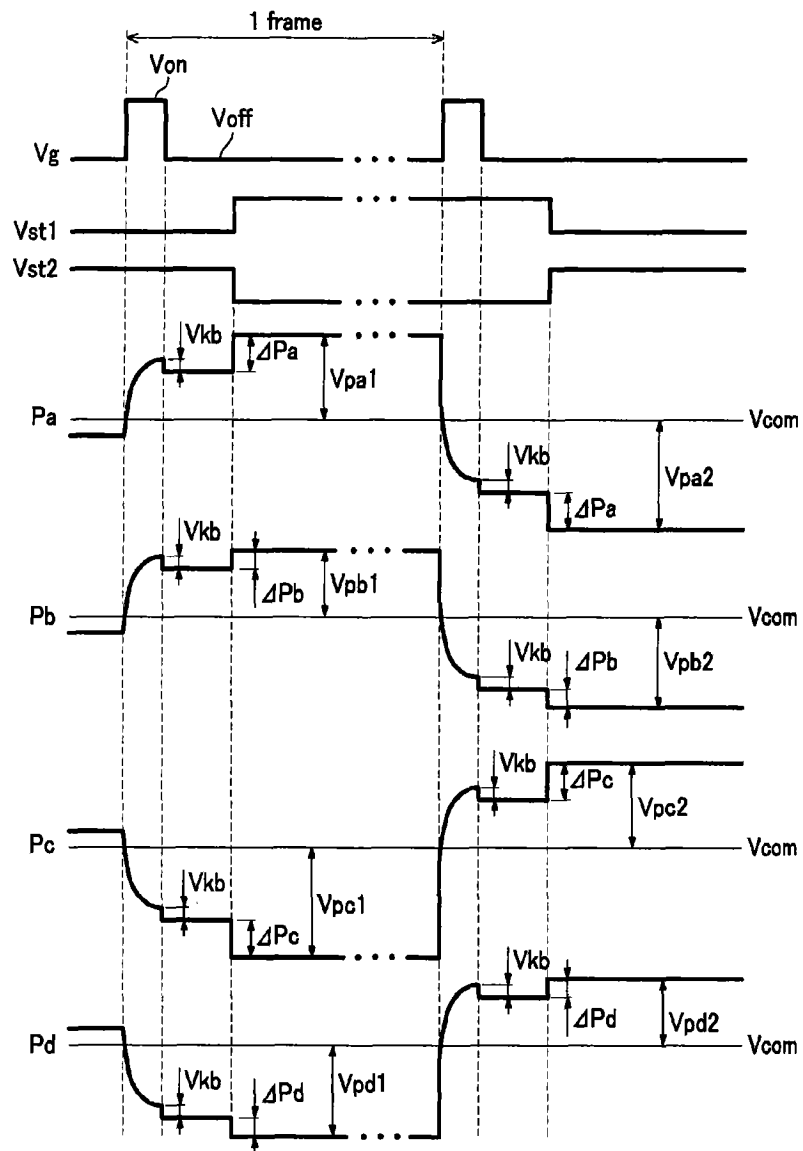 1 frame
Von
Voff
Vg
Vst1
Vst2
Vkb
ΔPa
Vpa1
Pa
Vcom
Vkb
Vpa2
ΔPa
Vkb
ΔPb
Vpb1
Pb
Vcom
Vkb
ΔPb
Vpb2
Vkb
ΔPc
Vpc2
Pc
Vcom
Vkb
Vpc1
ΔPc
Vkb
ΔPd
Vpd2
Pd
Vcom
Vkb
ΔPd
Vpd1